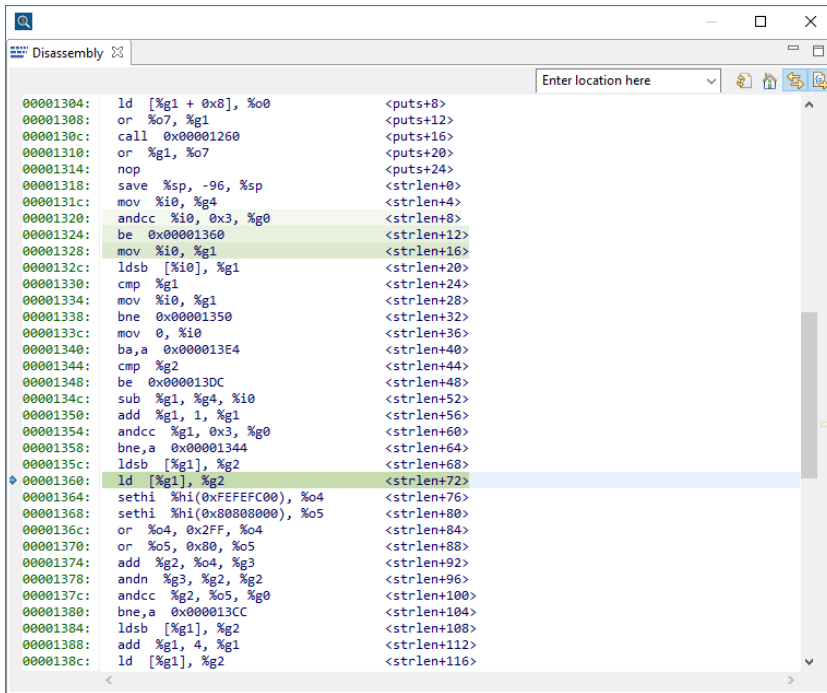 Disassembly
Enter location here
00001304: ld [%g1 + 0x8], %o0 <puts+8>
00001308: or %o7, %g1 <puts+12>
0000130c: call 0x00001260 <puts+16>
00001310: or %g1, %o7 <puts+20>
00001314: nop <puts+24>
00001318: save %sp, -96, %sp <strlen+0>
0000131c: mov %i0, %g4 <strlen+4>
00001320: andcc %i0, 0x3, %g0 <strlen+8>
00001324: be 0x00001360 <strlen+12>
00001328: mov %i0, %g1 <strlen+16>
0000132c: ldsb [%i0], %g1 <strlen+20>
00001330: cmp %g1 <strlen+24>
00001334: mov %i0, %g1 <strlen+28>
00001338: bne 0x00001350 <strlen+32>
0000133c: mov 0, %i0 <strlen+36>
00001340: ba,a 0x000013E4 <strlen+40>
00001344: cmp %g2 <strlen+44>
00001348: be 0x000013DC <strlen+48>
0000134c: sub %g1, %g4, %i0 <strlen+52>
00001350: add %g1, 1, %g1 <strlen+56>
00001354: andcc %g1, 0x3, %g0 <strlen+60>
00001358: bne,a 0x00001344 <strlen+64>
0000135c: ldsb [%g1], %g2 <strlen+68>
00001360: ld [%g1], %g2 <strlen+72>
00001364: sethi %hi(0xFEFEFC00), %o4 <strlen+76>
00001368: sethi %hi(0x80808000), %o5 <strlen+80>
0000136c: or %o4, 0x2FF, %o4 <strlen+84>
00001370: or %o5, 0x80, %o5 <strlen+88>
00001374: add %g2, %o4, %g3 <strlen+92>
00001378: andn %g3, %g2, %g2 <strlen+96>
0000137c: andcc %g2, %o5, %g0 <strlen+100>
00001380: bne,a 0x000013CC <strlen+104>
00001384: ldsb [%g1], %g2 <strlen+108>
00001388: add %g1, 4, %g1 <strlen+112>
0000138c: ld [%g1], %g2 <strlen+116>